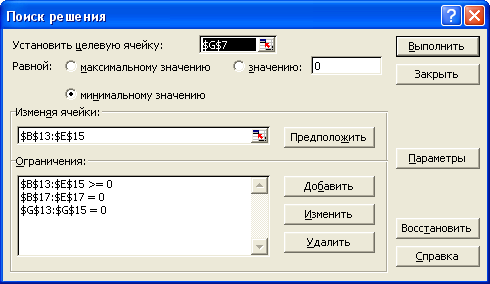 Поиск решения
Установить целевую ячейку: $G$7
Выполнить
Равной: максимальному значению значению: 0
Закрыть
минимальному значению
Изменяя ячейки:
$B$13:$E$15
Предположить
Ограничения:
Параметры
$B$13:$E$15 >= 0
$B$17:$E$17 = 0
$G$13:$G$15 = 0
Добавить
Изменить
Удалить
Восстановить
Справка